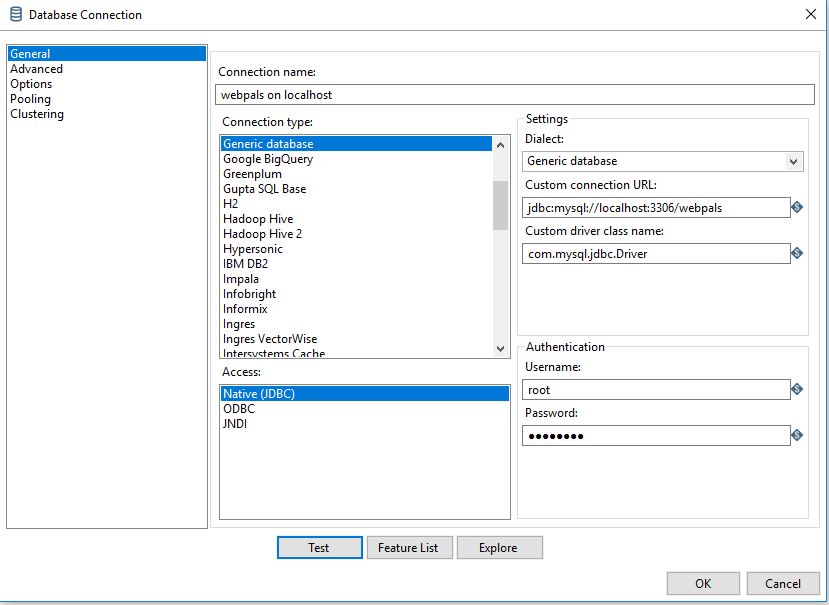 Database Connection
General
Advanced
Options
Pooling
Clustering
Connection name:
webpals on localhost
Connection type:
Generic database
Google BigQuery
Greenplum
Gupta SQL Base
H2
Hadoop Hive
Hadoop Hive 2
Hypersonic
IBM DB2
Impala
Infobright
Informix
Ingres
Ingres VectorWise
Intersystems Cache
Access:
Native (JDBC)
ODBC
JNDI
Settings
Dialect:
Generic database
Custom connection URL:
jdbc:mysql://localhost:3306/webpals
Custom driver class name:
com.mysql.jdbc.Driver
Authentication
Username:
root
Password:
●●●●●●●●
Test
Feature List
Explore
OK
Cancel